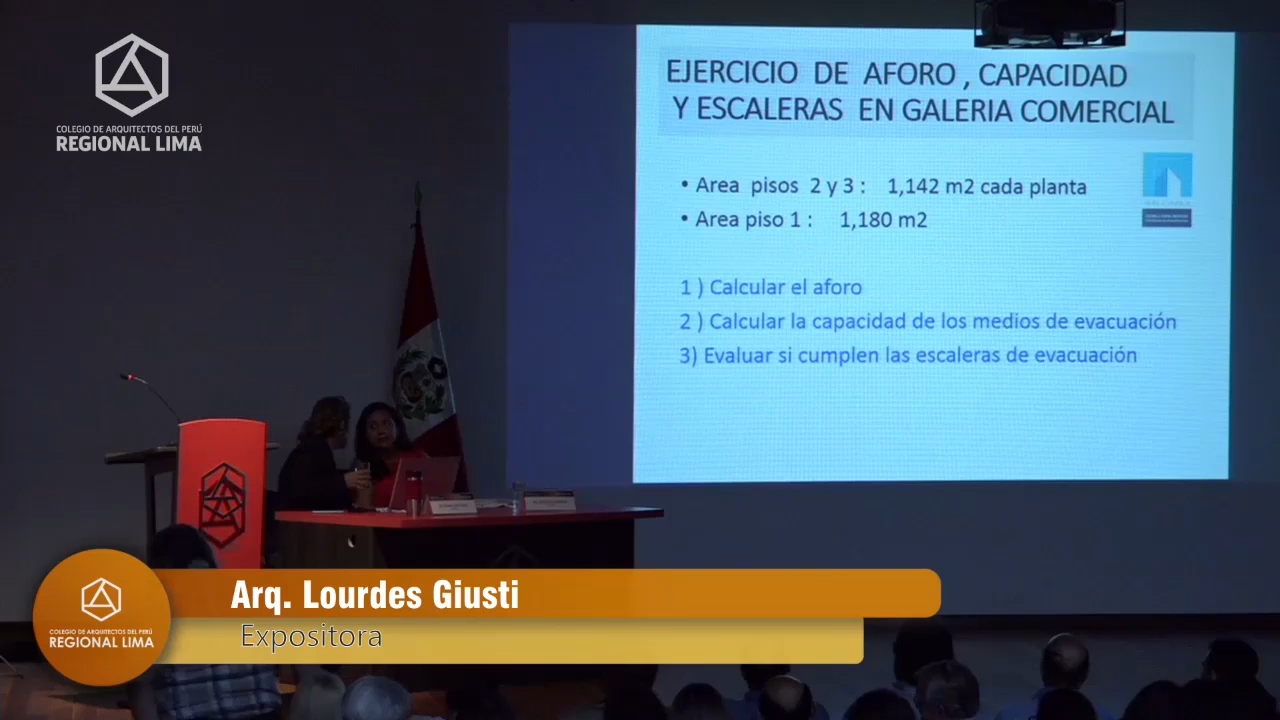 COLEGIO DE ARQUITECTOS DEL PERÚ
REGIONAL LIMA
EJERCICIO DE AFORO , CAPACIDAD
Y ESCALERAS EN GALERIA COMERCIAL
• Area pisos 2 y 3 : 1,142 m2 cada planta
• Area piso 1 : 1,180 m2
1 ) Calcular el aforo
2 ) Calcular la capacidad de los medios de evacuación
3) Evaluar si cumplen las escaleras de evacuación
Arq. Lourdes Giusti
Expositora
COLEGIO DE ARQUITECTOS DEL PERÚ
REGIONAL LIMA